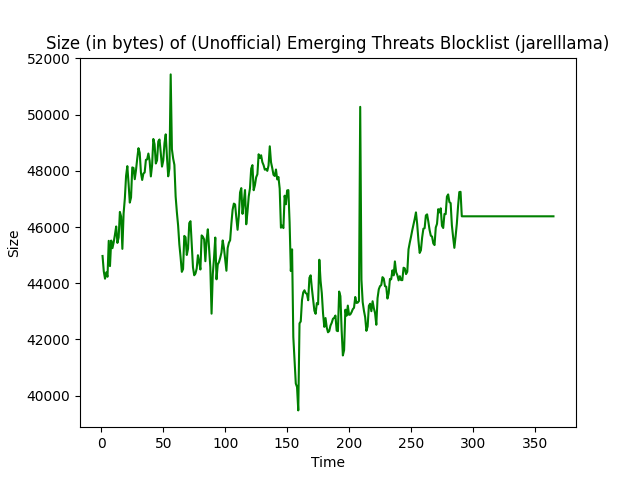 Size (in bytes) of (Unofficial) Emerging Threats Blocklist (jarelllama)
52000
50000
48000
46000
44000
42000
40000
Size
0 50 100 150 200 250 300 350
Time